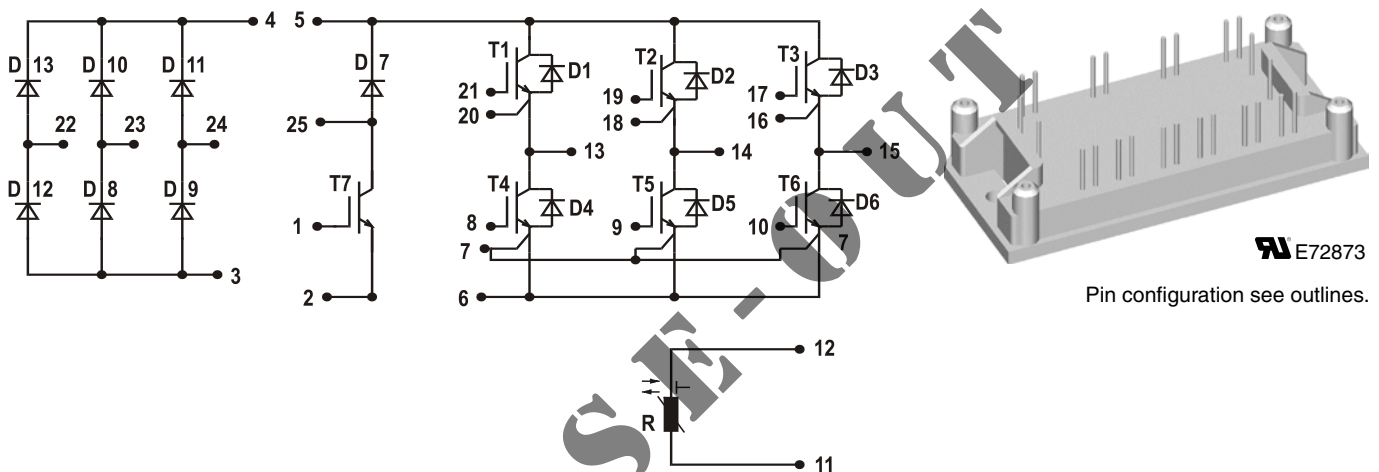 4 5
D 13 D 10 D 11 D 7 T1 D1 T2 D2 T3 D3
21 19 17
20 18 16
22 23 24 25
13 14 15
D 12 D 8 D 9 T7 T4 D4 T5 D5 T6 D6
1 8 9 10
7 7
3
2 6
E72873
Pin configuration see outlines.
12
R
11
SE-OUT